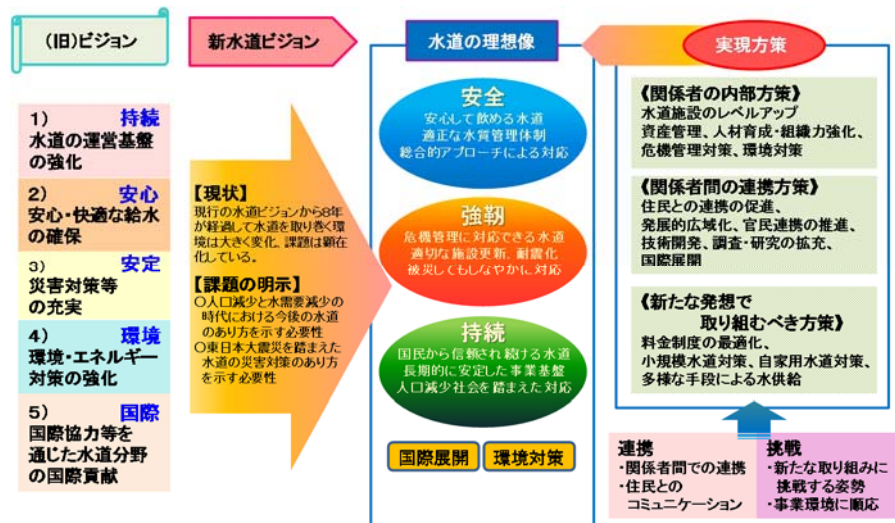 (旧)ビジョン
新水道ビジョン
水道の理想像
実現方策
1) 持続
水道の運営基盤
の強化
2) 安心
安心・快適な給水
の確保
3) 安定
災害対策等
の充実
4) 環境
環境・エネルギー
対策の強化
5) 国際
国際協力等を
通じた水道分野
の国際貢献
【現状】
現行の水道ビジョンから8年
が経過して水道を取り巻く環
境は大きく変化、課題は顕在
化している。
【課題の明示】
○人口減少と水需要減少の
時代における今後の水道
のあり方を示す必要性
○東日本大震災を踏まえた
水道の災害対策のあり方
を示す必要性
安全
安心して飲める水道
適正な水質管理体制
総合的アプローチによる対応
強靭
危機管理に対応できる水道
適切な施設更新、耐震化
被災してもしなやかに対応
持続
国民から信頼され続ける水道
長期的に安定した事業基盤
人口減少社会を踏まえた対応
国際展開
環境対策
《関係者の内部方策》
水道施設のレベルアップ
資産管理、人材育成・組織力強化、
危機管理対策、環境対策
《関係者間の連携方策》
住民との連携の促進、
発展的広域化、官民連携の推進、
技術開発、調査・研究の拡充、
国際展開
《新たな発想で
取り組むべき方策》
料金制度の最適化、
小規模水道対策、自家用水道対策、
多様な手段による水供給
連携
・関係者間での連携
・住民との
コミュニケーション
挑戦
・新たな取り組みに
挑戦する姿勢
・事業環境に順応